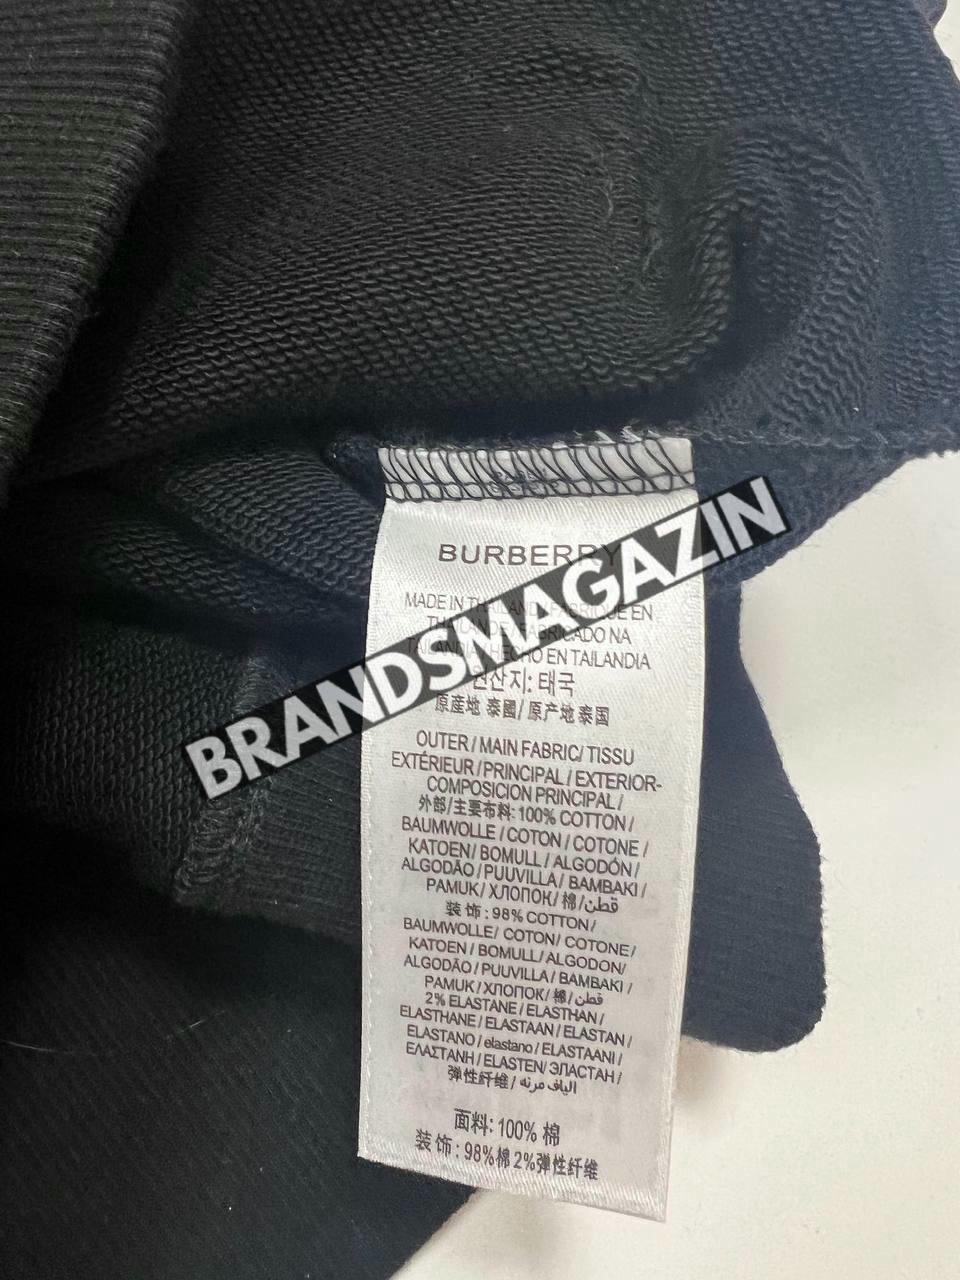 BURBERRY
BRANDSMAGAZIN
MADE IN THAILAND/FABRIQUE EN
THAILANDE/FABRICADO NA
TAILANDIA/HECHO EN TAILANDIA
원산지: 태국
原産地 泰國/ 原产地 泰国
OUTER / MAIN FABRIC/ TISSU
EXTÉRIEUR / PRINCIPAL / EXTERIOR-
COMPOSICION PRINCIPAL /
外部/主要布料: 100% COTTON /
BAUMWOLLE / COTON / COTONE /
KATOEN/ BOMULL / ALGODÓN /
ALGODÃO / PUUVILLA / BAMBAKI /
PAMUK / ХЛОПОК / 棉 /قطن/
装 饰 : 98% COTTON /
BAUMWOLLE/ COTON/ COTONE/
KATOEN / BOMULL/ ALGODON/
ALGODÃO / PUUVILLA / BAMBAKI /
PAMUK / ХЛОПОК/ 棉 / قطن /
2% ELASTANE / ELASTHAN /
ELASTHANE / ELASTAAN / ELASTAN /
ELASTANO / elastano / ELASTAANI /
ΕΛΑΣΤΑΝΗ / ELASTEN/ ЭЛАСТАН /
弹性纤维 / الياف مرنه /
面料: 100% 棉
装 饰 : 98%棉 2%弹性纤维